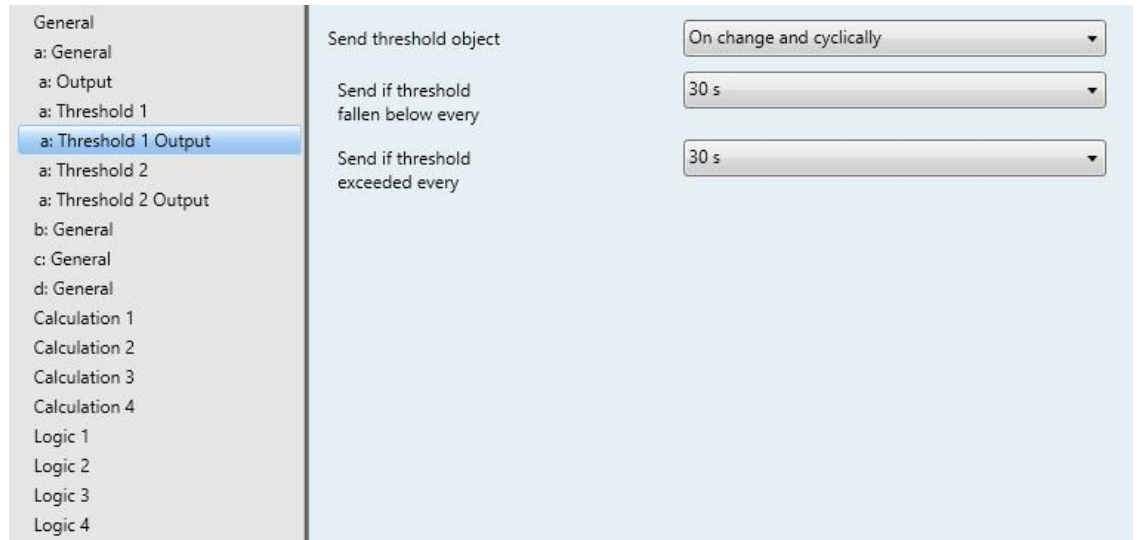 General
a: General
a: Output
a: Threshold 1
a: Threshold 1 Output
a: Threshold 2
a: Threshold 2 Output
b: General
c: General
d: General
Calculation 1
Calculation 2
Calculation 3
Calculation 4
Logic 1
Logic 2
Logic 3
Logic 4
Send threshold object
On change and cyclically
Send if threshold
fallen below every
30 s
Send if threshold
exceeded every
30 s